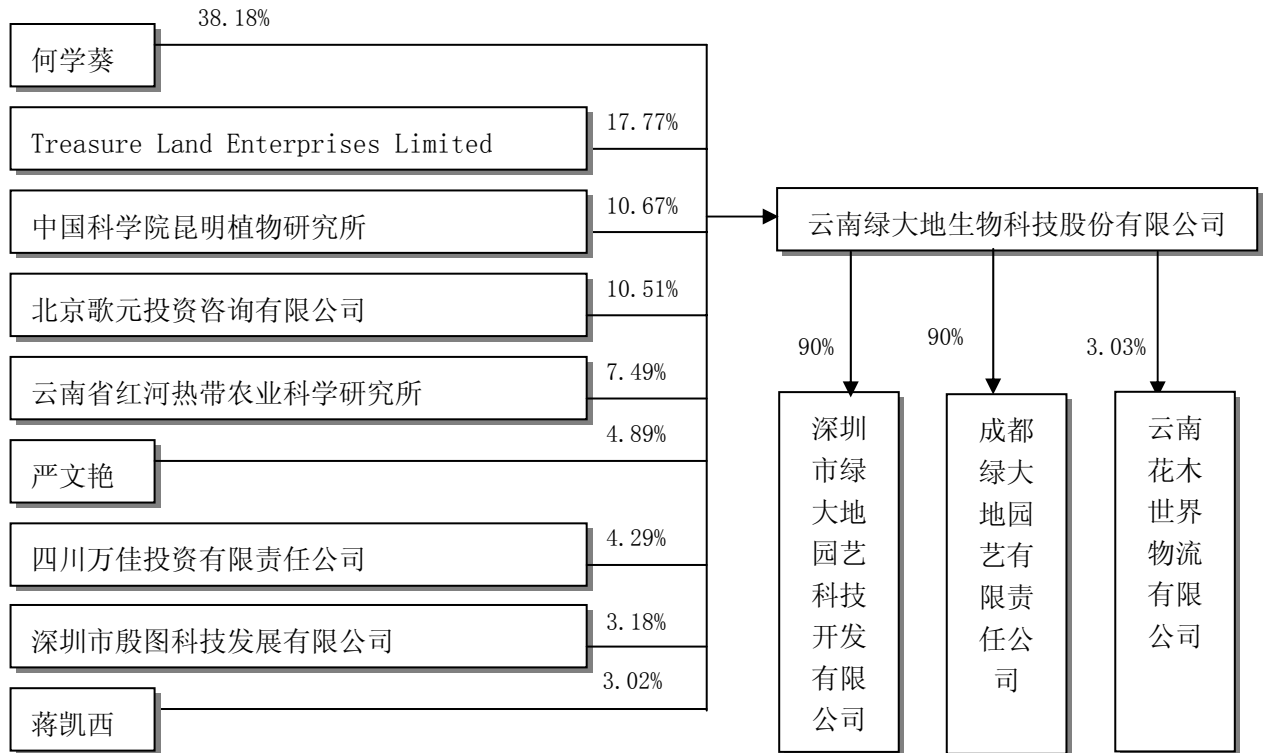 38.18%
何学葵
17.77%
Treasure Land Enterprises Limited
10.67%
中国科学院昆明植物研究所
云南绿大地生物科技股份有限公司
10.51%
北京歌元投资咨询有限公司
7.49%
云南省红河热带农业科学研究所
4.89%
严文艳
4.29%
四川万佳投资有限责任公司
3.18%
深圳市殷图科技发展有限公司
3.02%
蒋凯西
90%
90%
3.03%
深圳
市绿
大地
园艺
科技
开发
有限
公司
成都
绿大
地园
艺有
限责
任公
司
云南
花木
世界
物流
有限
公司